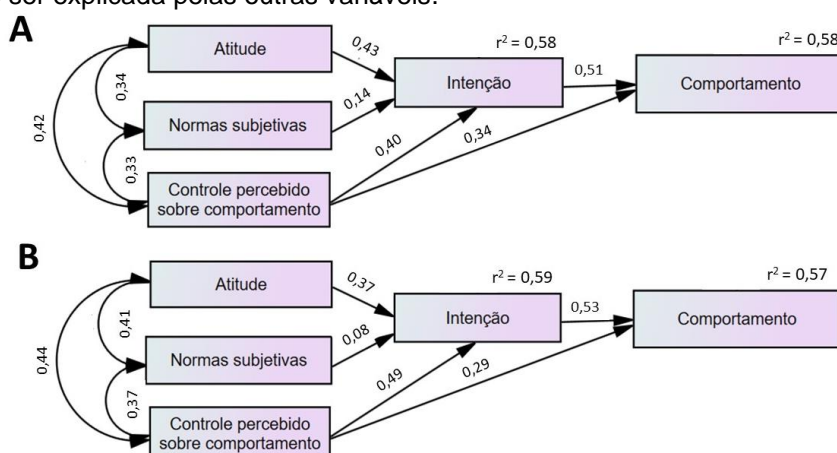 ser explicada pelas outras variáveis.
A
r² = 0,58
r² = 0,58
Atitude
0,43
Intenção
0,51
Comportamento
0,34
0,14
0,42
Normas subjetivas
0,40
0,34
0,33
Controle percebido
sobre comportamento
B
r² = 0,59
r² = 0,57
Atitude
0,37
Intenção
0,53
Comportamento
0,41
0,08
0,44
Normas subjetivas
0,49
0,29
0,37
Controle percebido
sobre comportamento